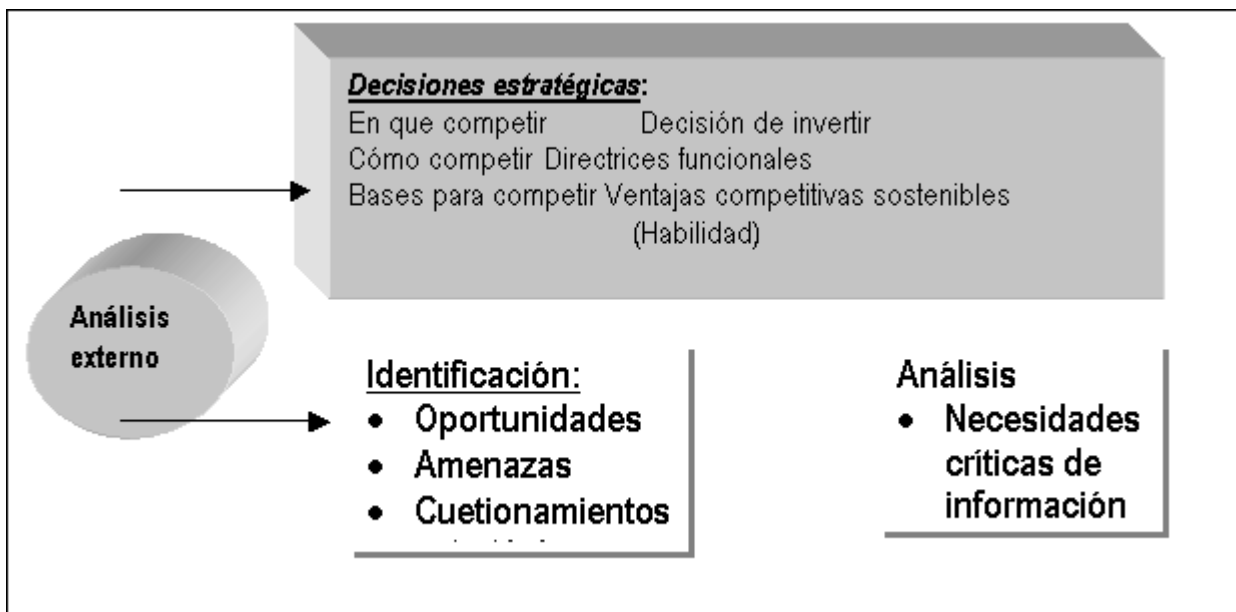 Decisiones estratégicas:
En que competir Decisión de invertir
Cómo competir Directrices funcionales
Bases para competir Ventajas competitivas sostenibles
(Habilidad)
Análisis
externo
Identificación:
• Oportunidades
• Amenazas
• Cuetionamientos
Análisis
• Necesidades
críticas de
información